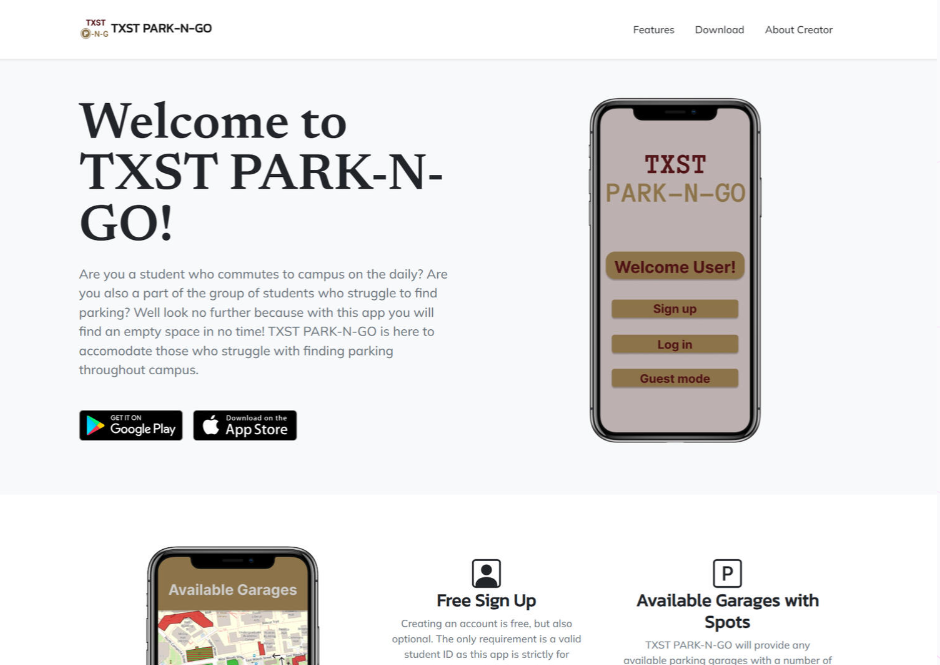 TXST
P-N-G
TXST PARK-N-GO
Features
Download
About Creator
Welcome to
TXST PARK-N-
GO!
Are you a student who commutes to campus on the daily? Are
you also a part of the group of students who struggle to find
parking? Well look no further because with this app you will
find an empty space in no time! TXST PARK-N-GO is here to
accomodate those who struggle with finding parking
throughout campus.
GET IT ON
Google Play
Download on the
App Store
TXST
PARK-N-GO
Welcome User!
Sign up
Log in
Guest mode
Available Garages
Free Sign Up
Creating an account is free, but also
optional. The only requirement is a valid
student ID as this app is strictly for
P
Available Garages with
Spots
TXST PARK-N-GO will provide any
available parking garages with a number of